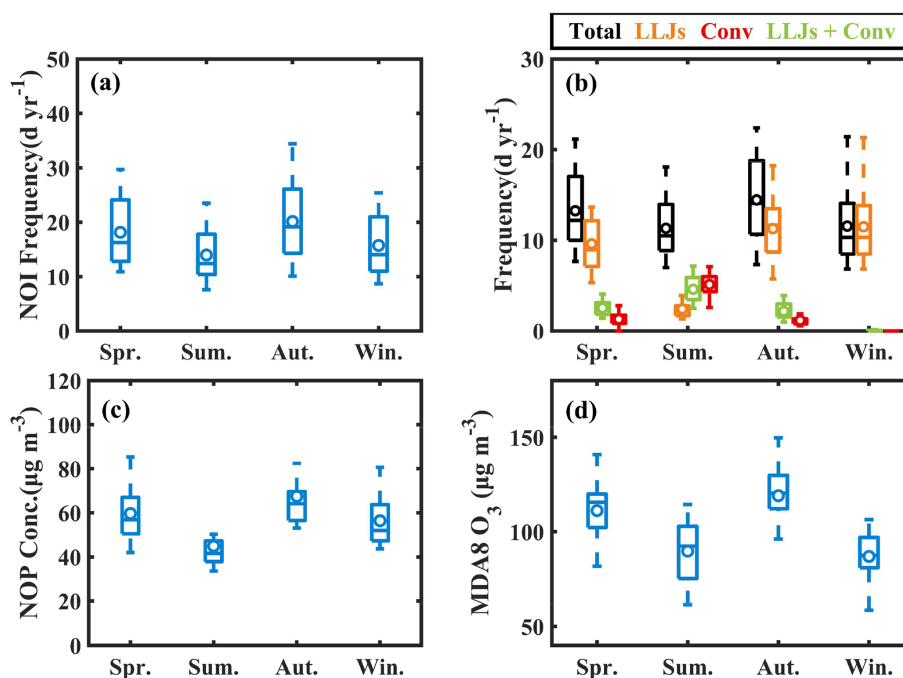 Total LLJs Conv LLJs + Conv
(a)
NOI Frequency(d yr⁻¹)
50
40
30
20
10
0
Spr. Sum. Aut. Win.
(b)
Frequency(d yr⁻¹)
30
20
10
0
Spr. Sum. Aut. Win.
(c)
NOP Conc.(μg m⁻³)
120
100
80
60
40
20
0
Spr. Sum. Aut. Win.
(d)
MDA8 O₃ (μg m⁻³)
150
100
50
Spr. Sum. Aut. Win.